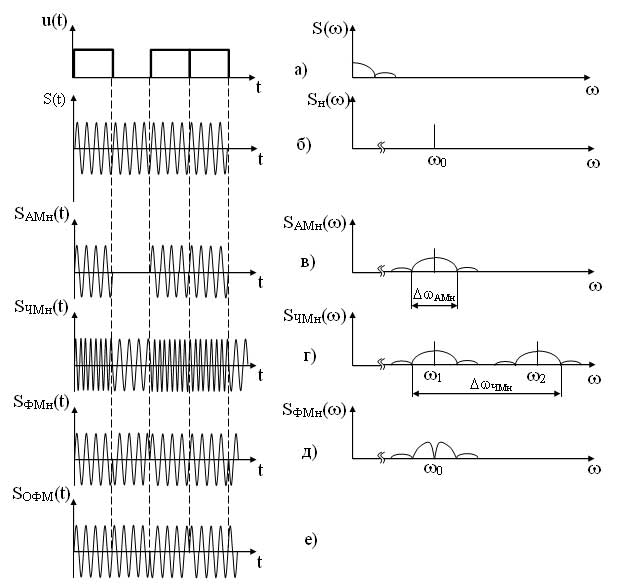 u(t)
t
а)
S(ω)
ω
S(t)
t
б)
Sн(ω)
ω0
ω
SАМн(t)
t
в)
SАМн(ω)
ΔωАМн
ω
SЧМн(t)
t
г)
SЧМн(ω)
ω1
ω2
ω
ΔωЧМн
SФМн(t)
t
д)
SФМн(ω)
ω0
ω
SОФМ(t)
t
е)